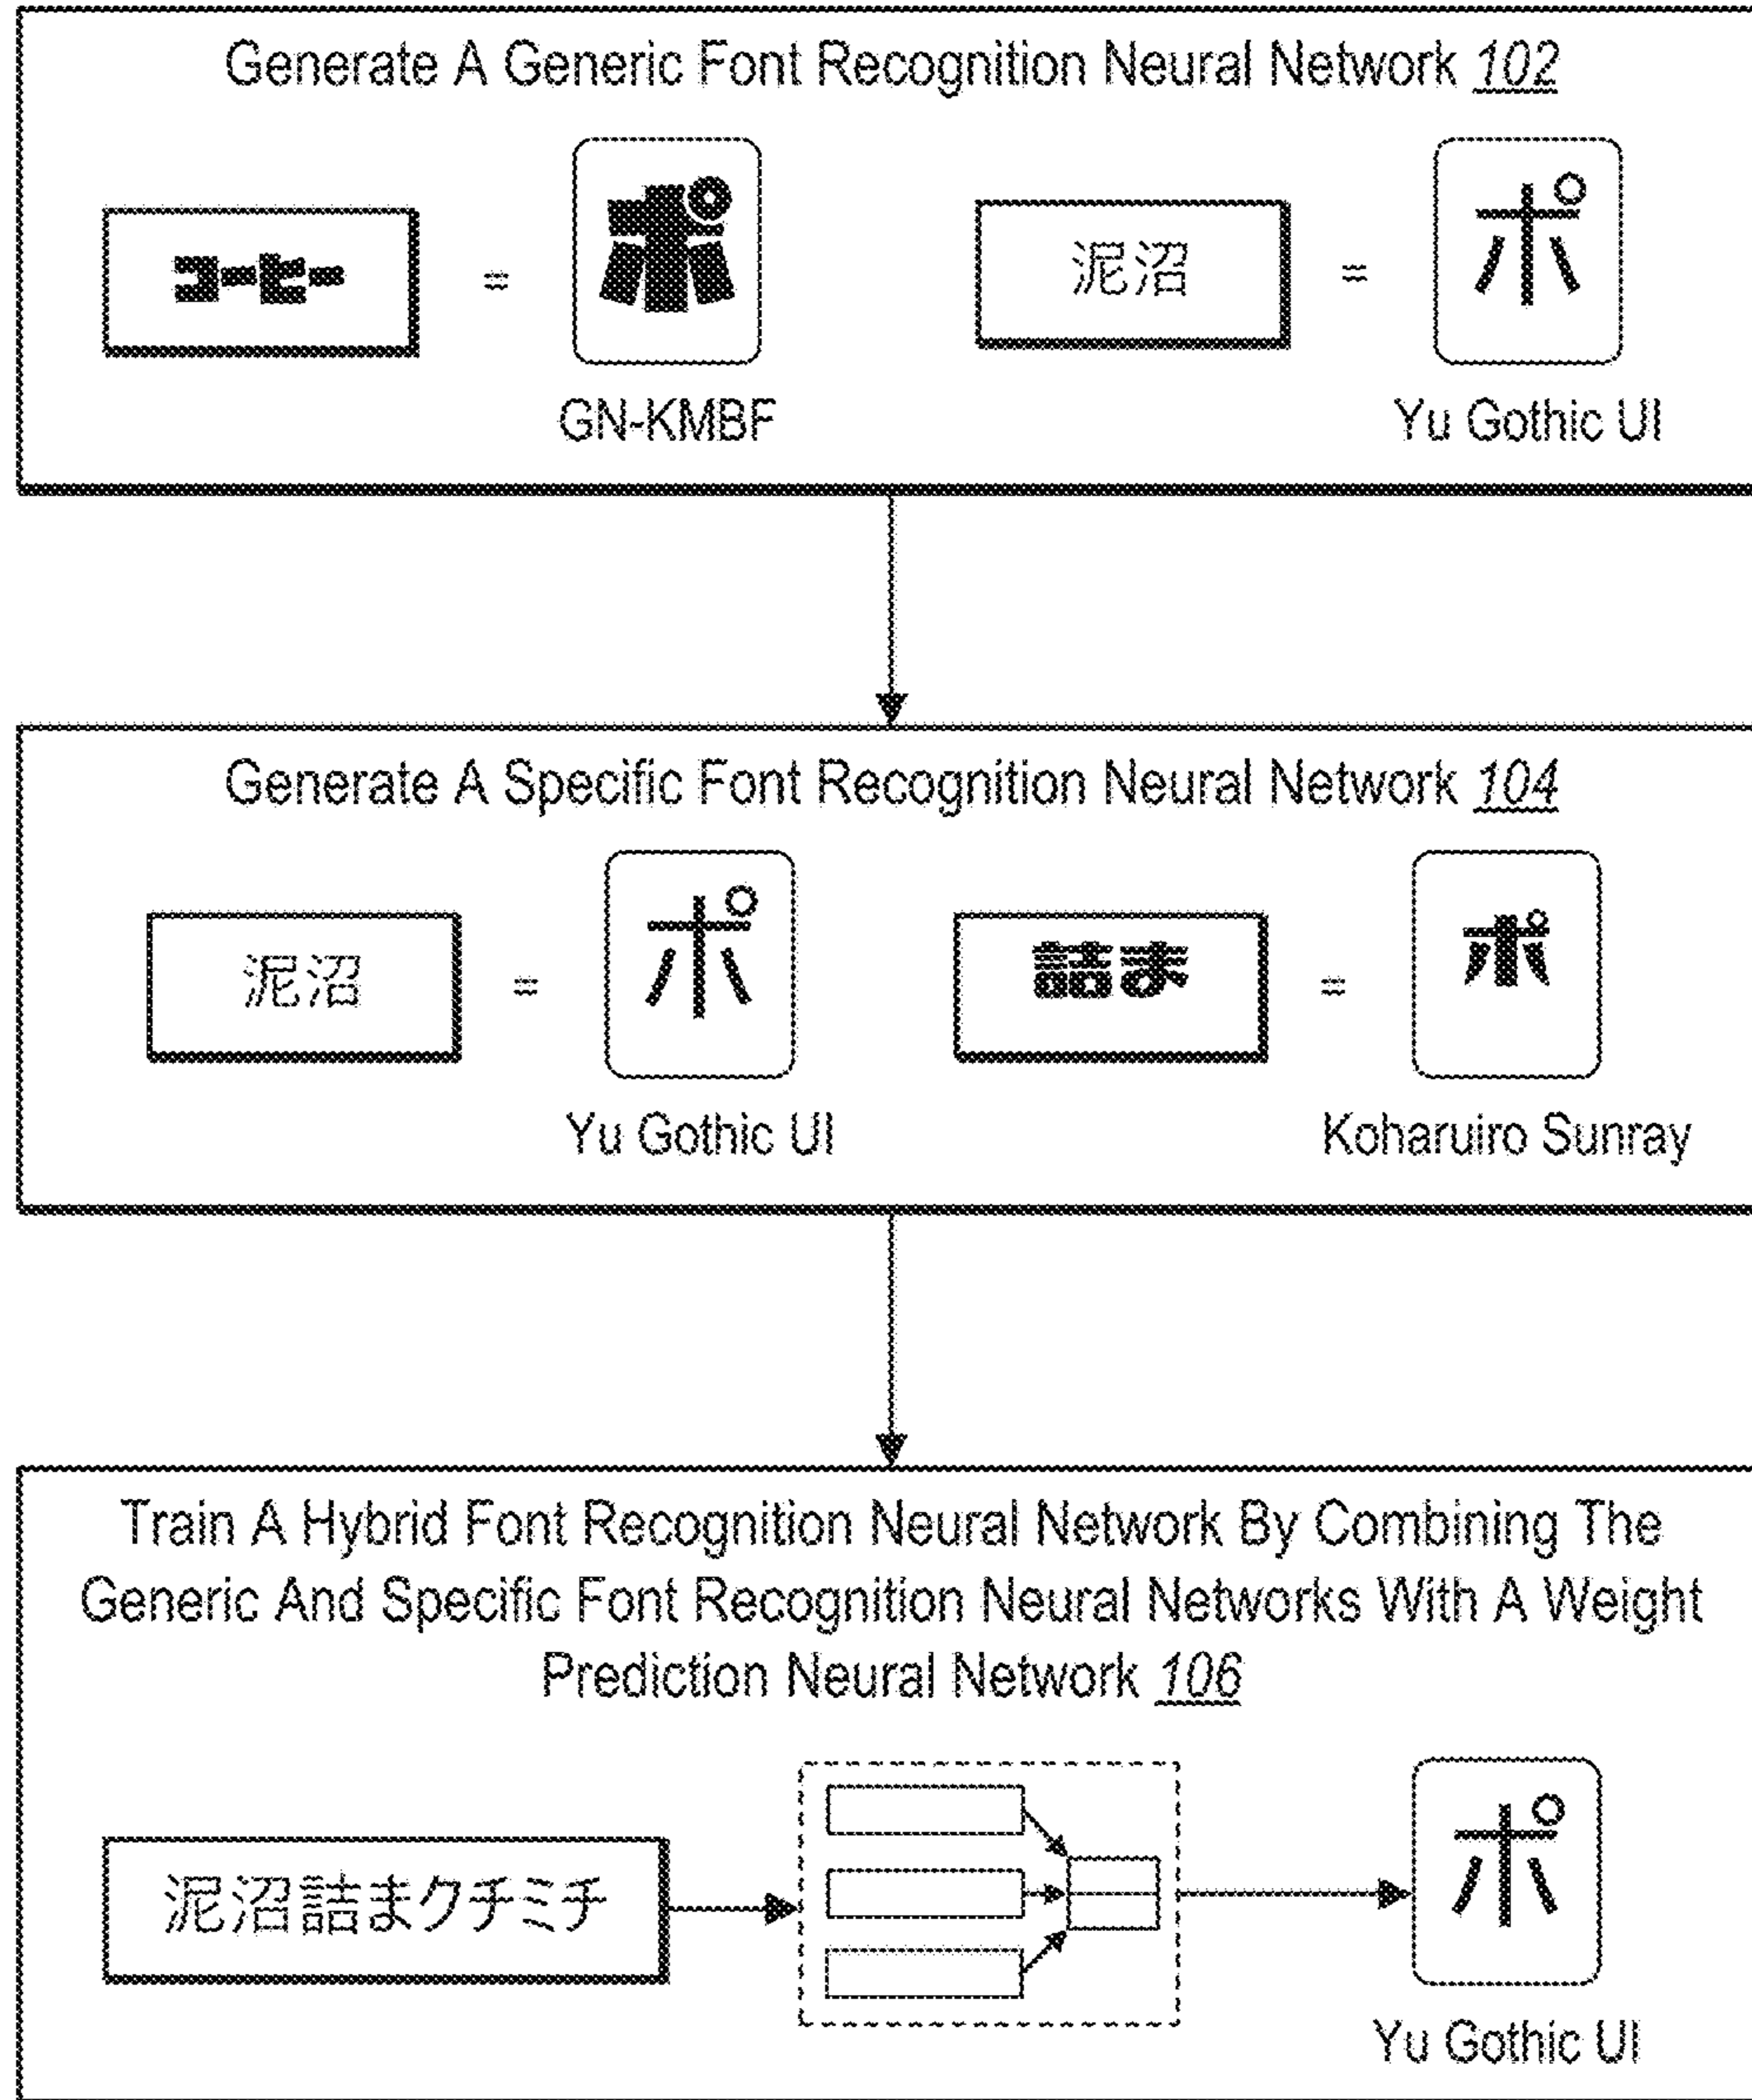 Generate A Generic Font Recognition Neural Network 102
コーヒー = ポ 泥沼 = ポ
GN-KMBF Yu Gothic UI
Generate A Specific Font Recognition Neural Network 104
泥沼 = ポ 詰ま = ポ
Yu Gothic UI Koharuiro Sunray
Train A Hybrid Font Recognition Neural Network By Combining The
Generic And Specific Font Recognition Neural Networks With A Weight
Prediction Neural Network 106
泥沼詰まクチミチ ポ
Yu Gothic UI